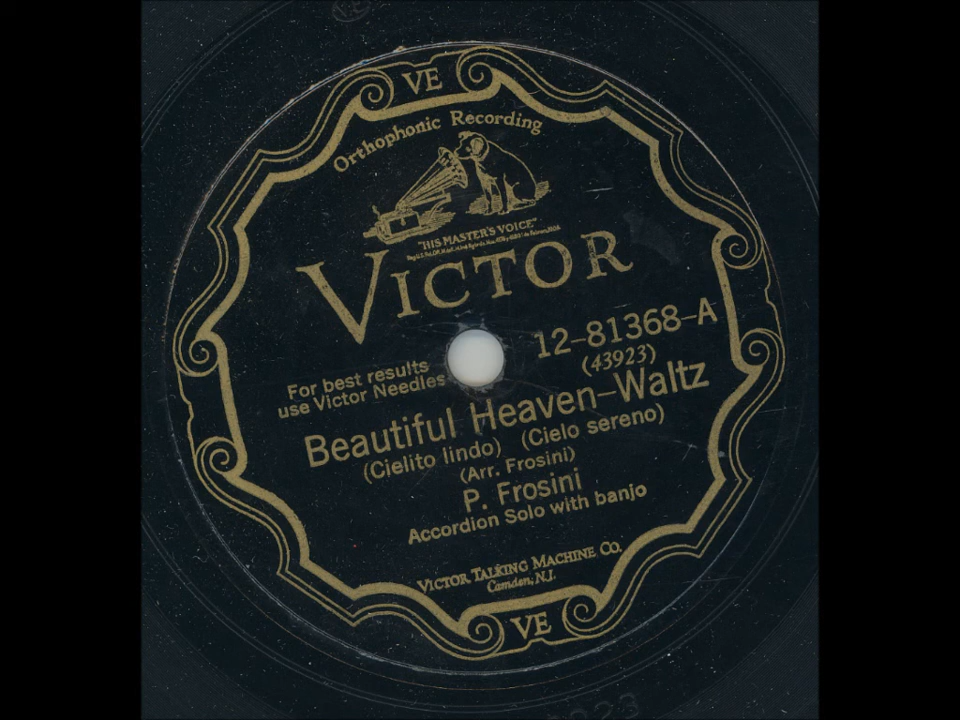 VE
Orthophonic Recording
"HIS MASTER'S VOICE"
VICTOR
12-81368-A
(43923)
For best results
use Victor Needles
Beautiful Heaven-Waltz
(Cielito lindo) (Cielo sereno)
(Arr. Frosini)
P. Frosini
Accordion Solo with banjo
VICTOR TALKING MACHINE CO.
Camden, N.J.
VE